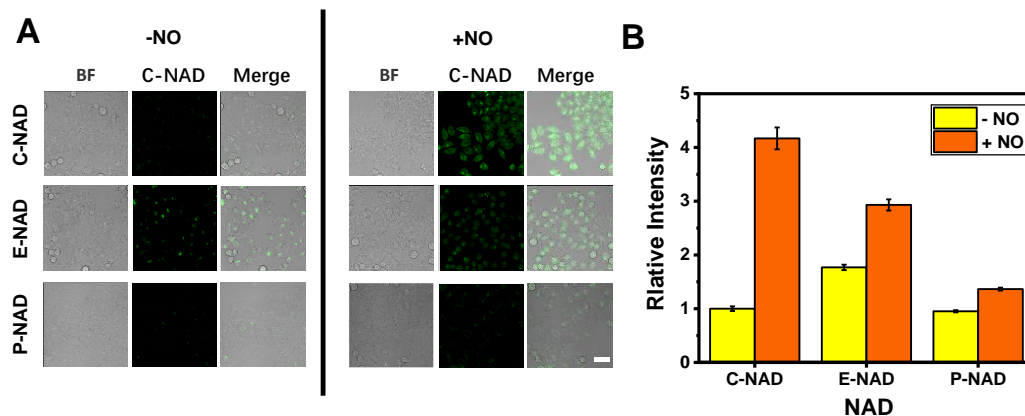 A
-NO
+NO
BF C-NAD Merge
BF C-NAD Merge
C-NAD
E-NAD
P-NAD
B
5
4
3
2
1
0
Rlative Intensity
- NO
+ NO
C-NAD E-NAD P-NAD
NAD